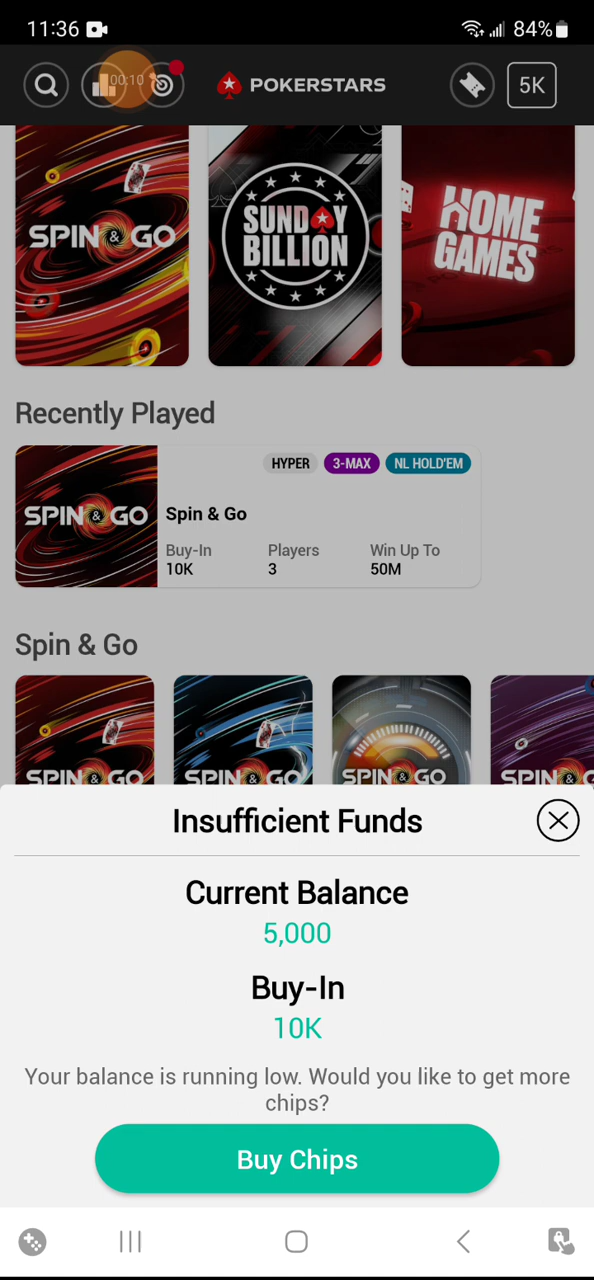 11:36
84%
00:10
POKERSTARS
5K
SPIN & GO
SUNDAY
BILLION
HOME
GAMES
Recently Played
HYPER
3-MAX
NL HOLD'EM
SPIN & GO
Spin & Go
Buy-In
Players
Win Up To
10K
3
50M
Spin & Go
SPIN & GO
SPIN & GO
SPIN & GO
SPIN & G
Insufficient Funds
Current Balance
5,000
Buy-In
10K
Your balance is running low. Would you like to get more
chips?
Buy Chips